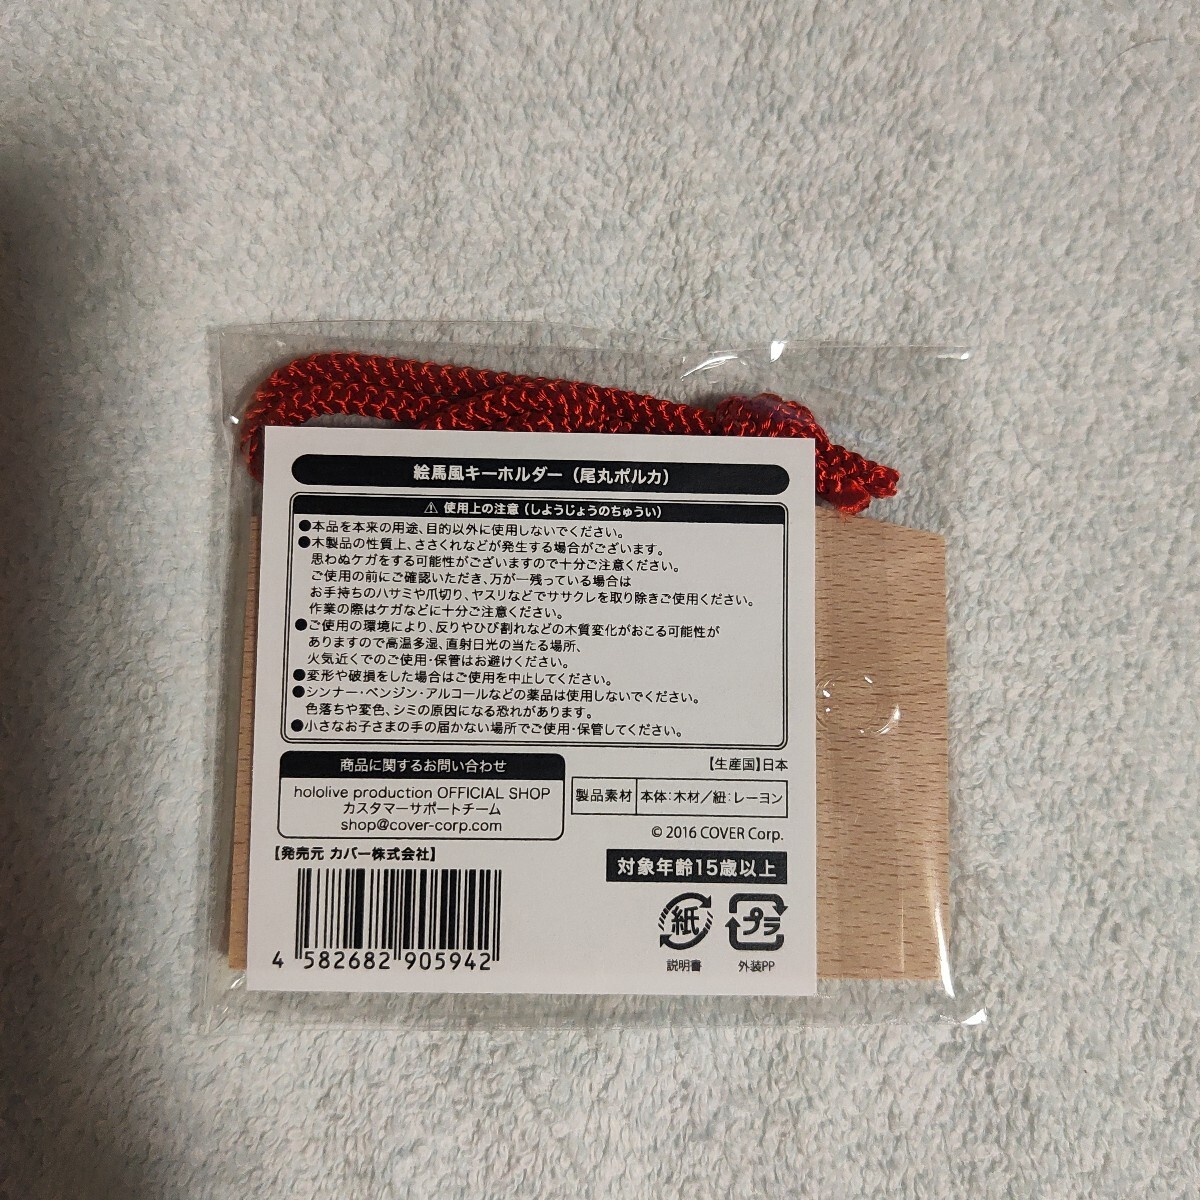 絵馬風キーホルダー（尾丸ポルカ）
⚠ 使用上の注意（しようじょうのちゅうい）
●本品を本来の用途、目的以外に使用しないでください。
●木製品の性質上、ささくれなどが発生する場合がございます。
思わぬケガをする可能性がございますので十分ご注意ください。
ご使用の前にご確認いただき、万が一残っている場合は
お手持ちのハサミや爪切り、ヤスリなどでササクレを取り除きご使用ください。
作業の際はケガなどに十分ご注意ください。
●ご使用の環境により、反りやひび割れなどの木質変化がおこる可能性が
ありますので高温多湿、直射日光の当たる場所、
火気近くでのご使用・保管はお避けください。
●変形や破損をした場合はご使用を中止してください。
●シンナー・ベンジン・アルコールなどの薬品は使用しないでください。
色落ちや変色、シミの原因になる恐れがあります。
●小さなお子さまの手の届かない場所でご使用・保管してください。
商品に関するお問い合わせ
hololive production OFFICIAL SHOP
カスタマーサポートチーム
shop@cover-corp.com
【発売元 カバー株式会社】
4 582682 905942
【生産国】日本
製品素材 本体：木材／紐：レーヨン
© 2016 COVER Corp.
対象年齢15歳以上
紙 プラ
説明書 外装PP